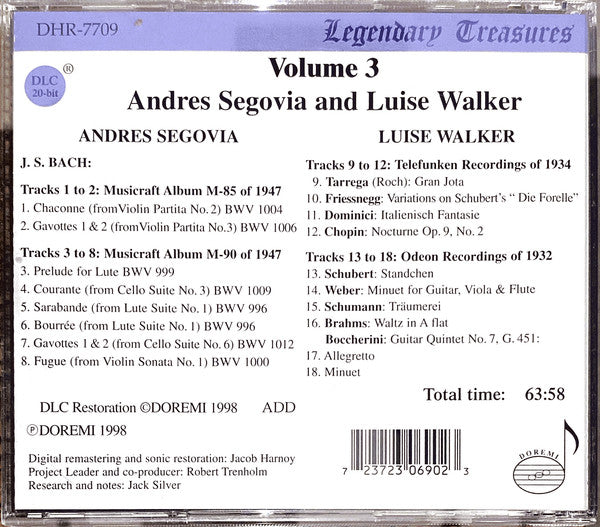 DHR-7709
Legendary Treasures
DLC
20-bit
®
Volume 3
Andres Segovia and Luise Walker
ANDRES SEGOVIA
J. S. BACH:
Tracks 1 to 2: Musicraft Album M-85 of 1947
1. Chaconne (fromViolin Partita No. 2) BWV 1004
2. Gavottes 1 & 2 (fromViolin Partita No.3) BWV 1006
Tracks 3 to 8: Musicraft Album M-90 of 1947
3. Prelude for Lute BWV 999
4. Courante (from Cello Suite No. 3) BWV 1009
5. Sarabande (from Lute Suite No. 1) BWV 996
6. Bourrée (from Lute Suite No. 1) BWV 996
7. Gavottes 1 & 2 (from Cello Suite No. 6) BWV 1012
8. Fugue (from Violin Sonata No. 1) BWV 1000
LUISE WALKER
Tracks 9 to 12: Telefunken Recordings of 1934
9. Tarrega (Roch): Gran Jota
10. Friessnegg: Variations on Schubert's “ Die Forelle”
11. Dominici: Italienisch Fantasie
12. Chopin: Nocturne Op. 9, No. 2
Tracks 13 to 18: Odeon Recordings of 1932
13. Schubert: Standchen
14. Weber: Minuet for Guitar, Viola & Flute
15. Schumann: Träumerei
16. Brahms: Waltz in A flat
Boccherini: Guitar Quintet No. 7, G. 451:
17. Allegretto
18. Minuet
Total time: 63:58
DLC Restoration ©DOREMI 1998 ADD
℗DOREMI 1998
Digital remastering and sonic restoration: Jacob Harnoy
Project Leader and co-producer: Robert Trenholm
Research and notes: Jack Silver
7 23723 06902 3
DOREMI